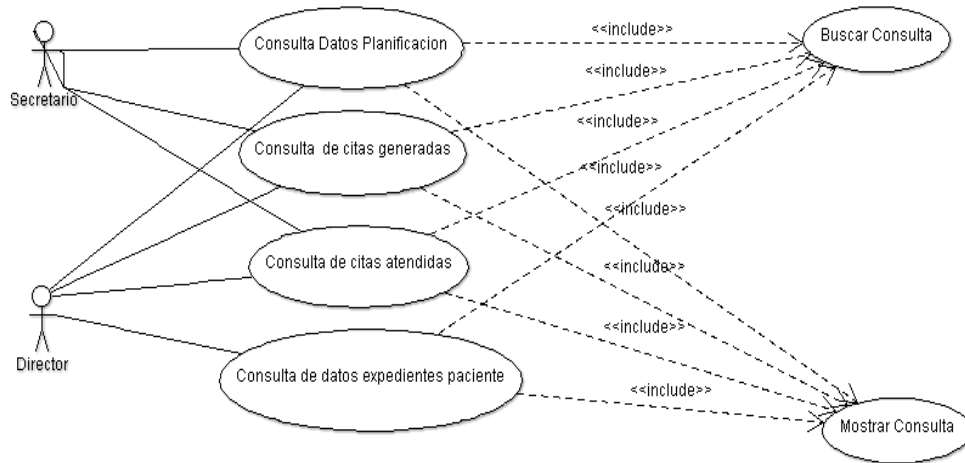 Secretario
Consulta Datos Planificacion
<<include>>
Buscar Consulta
<<include>>
Consulta de citas generadas
<<include>>
<<include>>
Consulta de citas atendidas
<<include>>
Director
<<include>>
Consulta de datos expedientes paciente
<<include>>
Mostrar Consulta